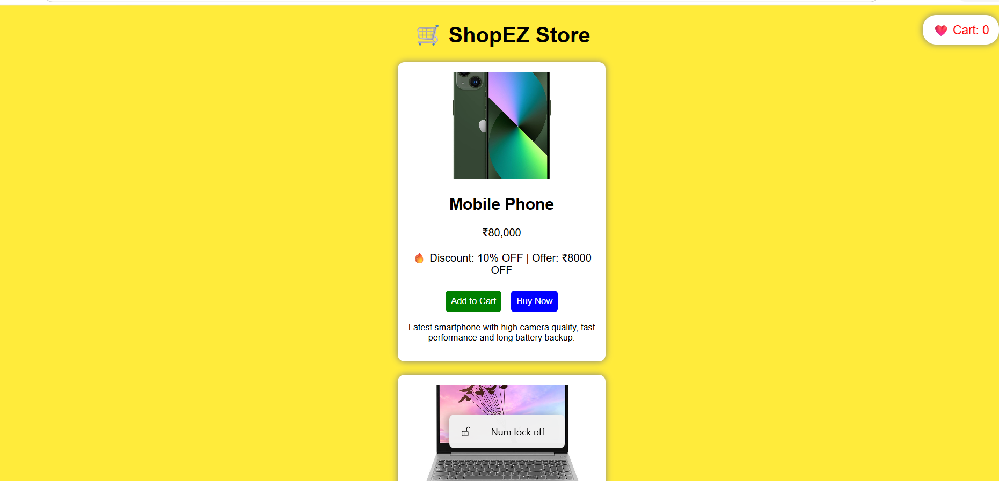 ShopEZ Store
Cart: 0
Mobile Phone
₹80,000
Discount: 10% OFF | Offer: ₹8000
OFF
Add to Cart
Buy Now
Latest smartphone with high camera quality, fast
performance and long battery backup.
Num lock off